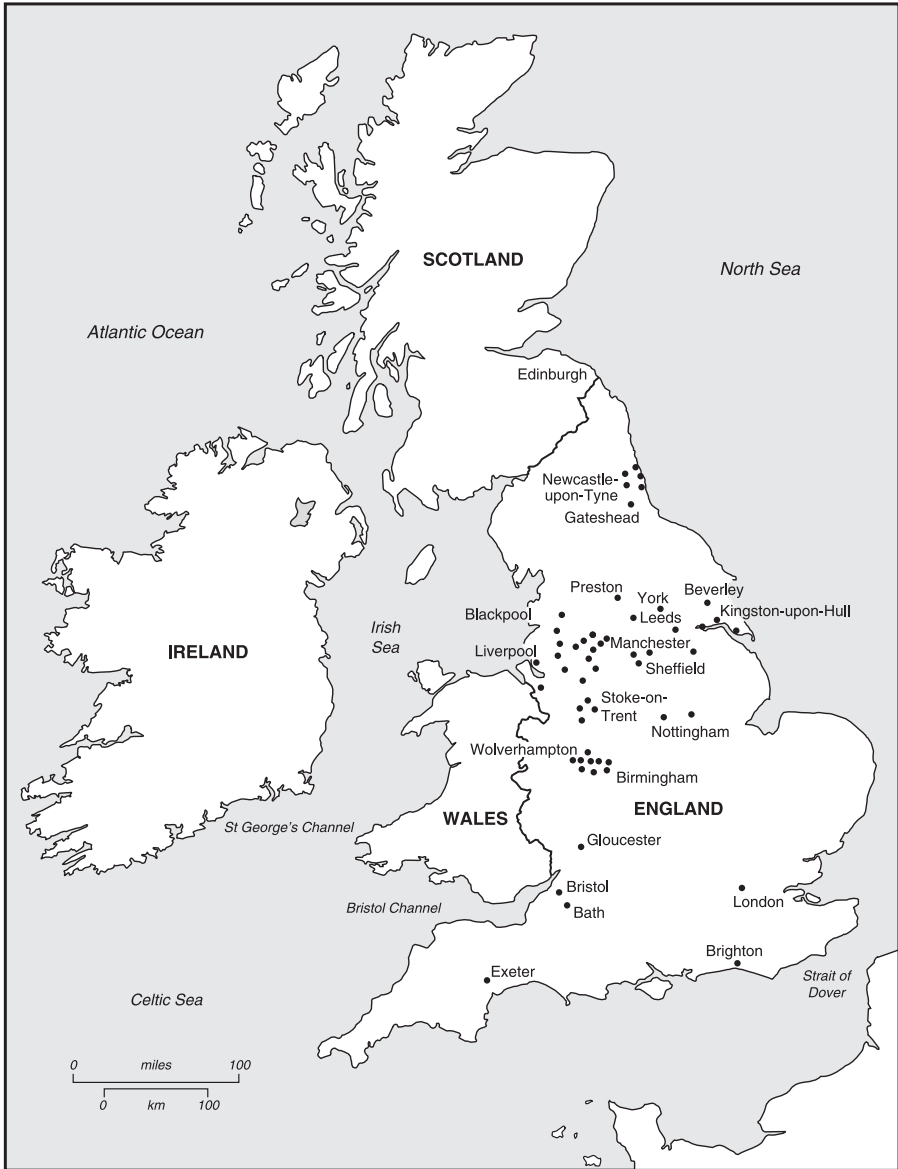 SCOTLAND
North Sea
Atlantic Ocean
Edinburgh
Newcastle-
upon-Tyne
Gateshead
Preston
York
Beverley
Blackpool
Leeds
Kingston-upon-Hull
Irish
Sea
Manchester
IRELAND
Liverpool
Sheffield
Stoke-on-
Trent
Nottingham
Wolverhampton
Birmingham
WALES
ENGLAND
St George's Channel
Gloucester
Bristol
London
Bristol Channel
Bath
Brighton
Exeter
Strait of
Dover
Celtic Sea
0 miles 100
0 km 100